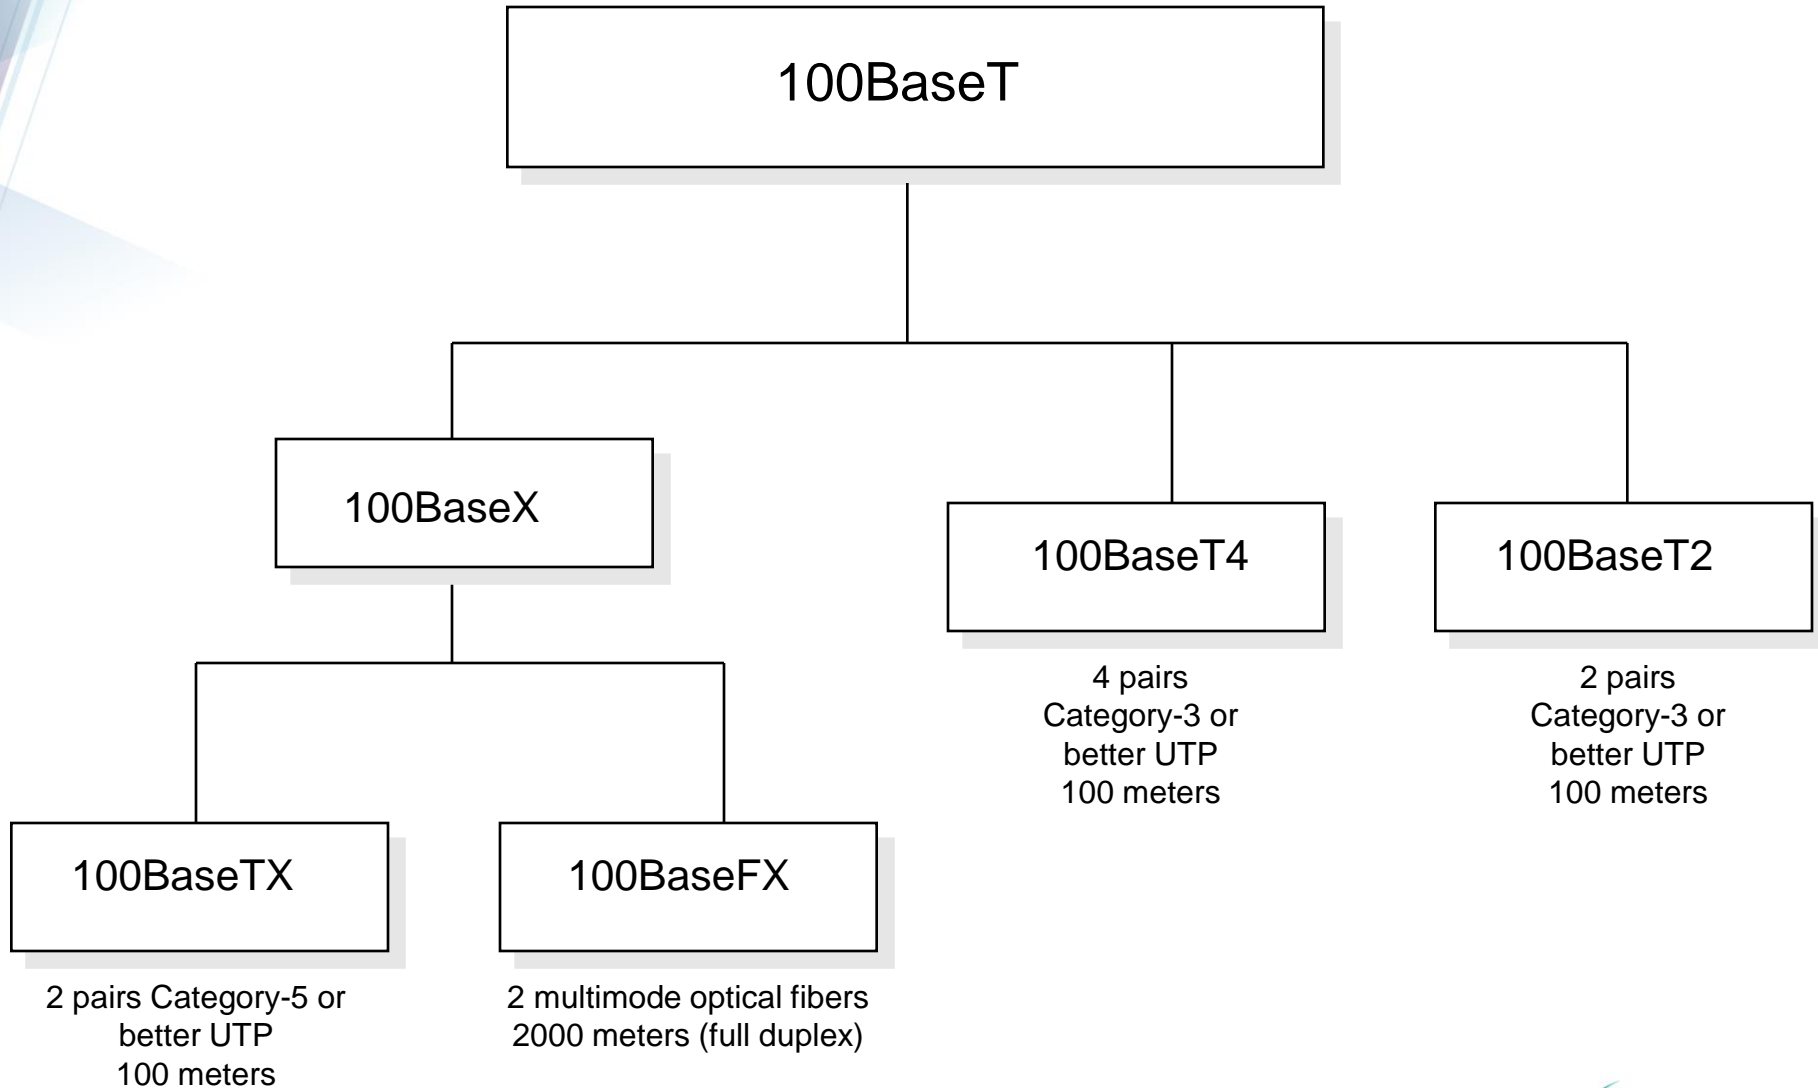 100BaseT
100BaseX
100BaseT4
100BaseT2
4 pairs
Category-3 or
better UTP
100 meters
2 pairs
Category-3 or
better UTP
100 meters
100BaseTX
100BaseFX
2 pairs Category-5 or
better UTP
100 meters
2 multimode optical fibers
2000 meters (full duplex)